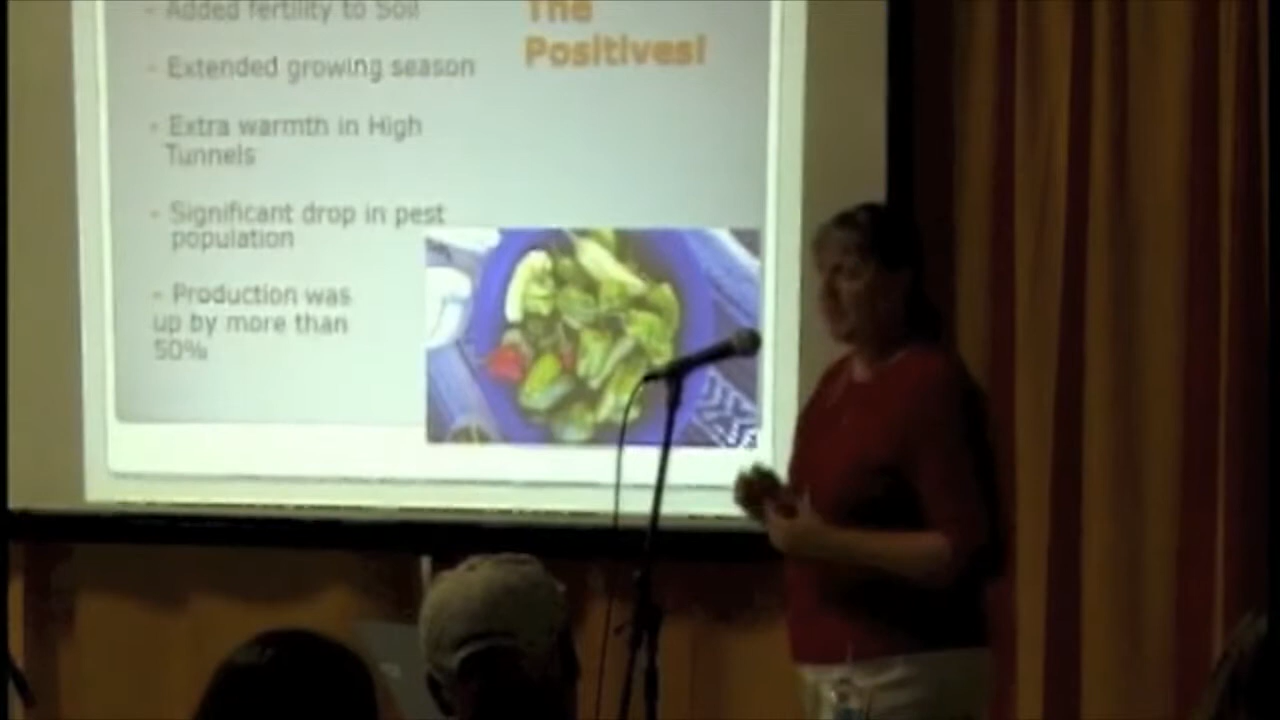 - Added fertility to Soil
- Extended growing season
- Extra warmth in High
Tunnels
- Significant drop in pest
population
- Production was
up by more than
50%
The
Positives!